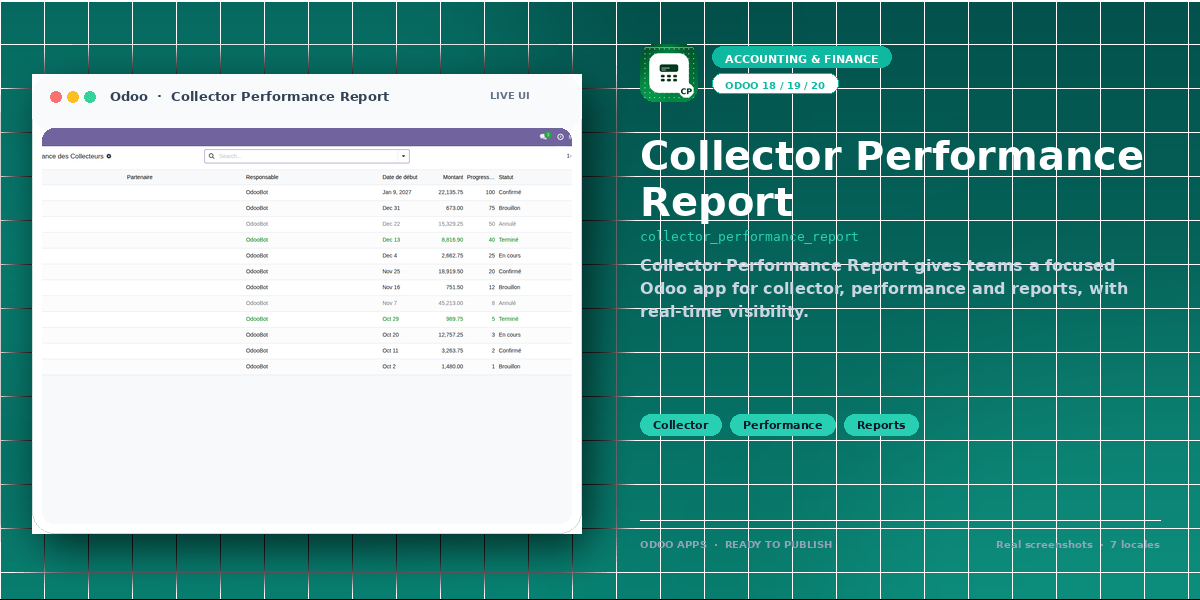 Odoo · Collector Performance Report
LIVE UI
ance des Collecteurs
Search...
Partenaire Responsable Date de début Montant Progress... Statut
OdooBot Jan 9, 2027 22,135.75 100 Confirmé
OdooBot Dec 31 673.00 75 Brouillon
OdooBot Dec 22 15,329.25 50 Annulé
OdooBot Dec 13 8,816.90 40 Terminé
OdooBot Dec 4 2,662.75 25 En cours
OdooBot Nov 25 18,919.50 20 Confirmé
OdooBot Nov 16 751.50 12 Brouillon
OdooBot Nov 7 45,213.00 8 Annulé
OdooBot Oct 29 989.75 5 Terminé
OdooBot Oct 20 12,757.25 3 En cours
OdooBot Oct 11 3,263.75 2 Confirmé
OdooBot Oct 2 1,480.00 1 Brouillon
CP
ACCOUNTING & FINANCE
ODOO 18 / 19 / 20
Collector Performance
Report
collector_performance_report
Collector Performance Report gives teams a focused
Odoo app for collector, performance and reports, with
real-time visibility.
Collector Performance Reports
ODOO APPS · READY TO PUBLISH
Real screenshots · 7 locales